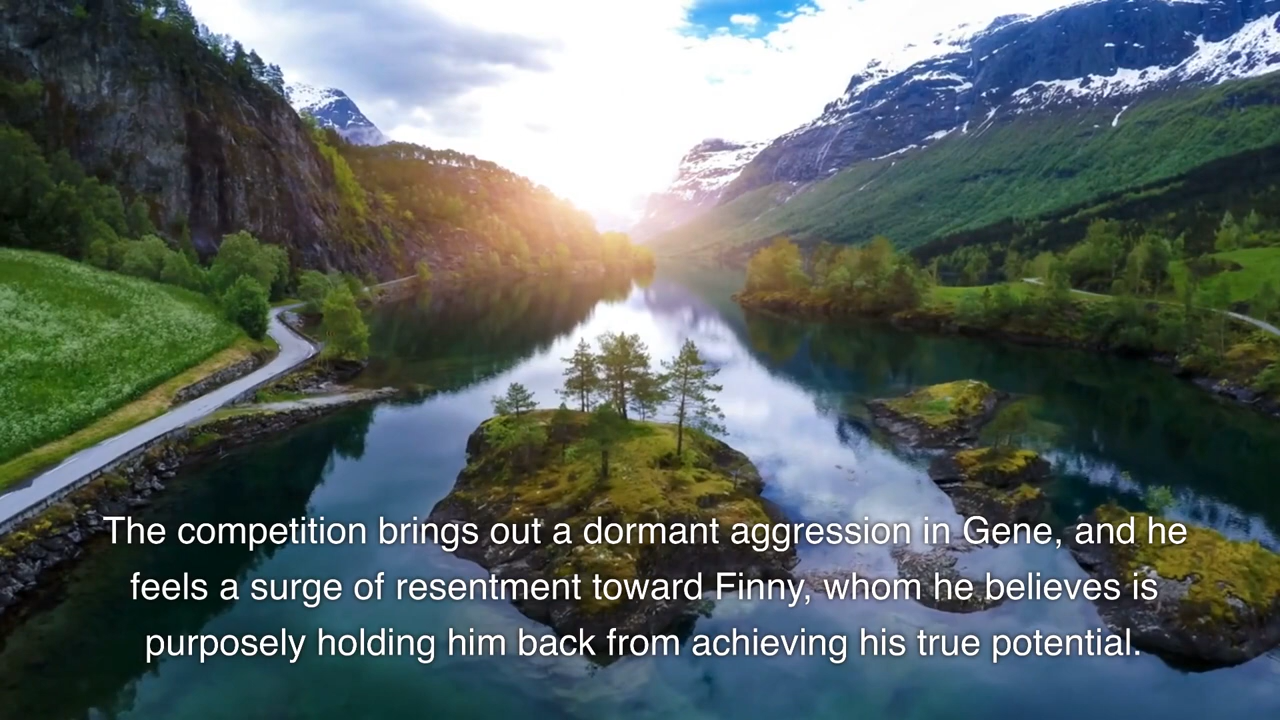 The competition brings out a dormant aggression in Gene, and he
feels a surge of resentment toward Finny, whom he believes is
purposely holding him back from achieving his true potential.